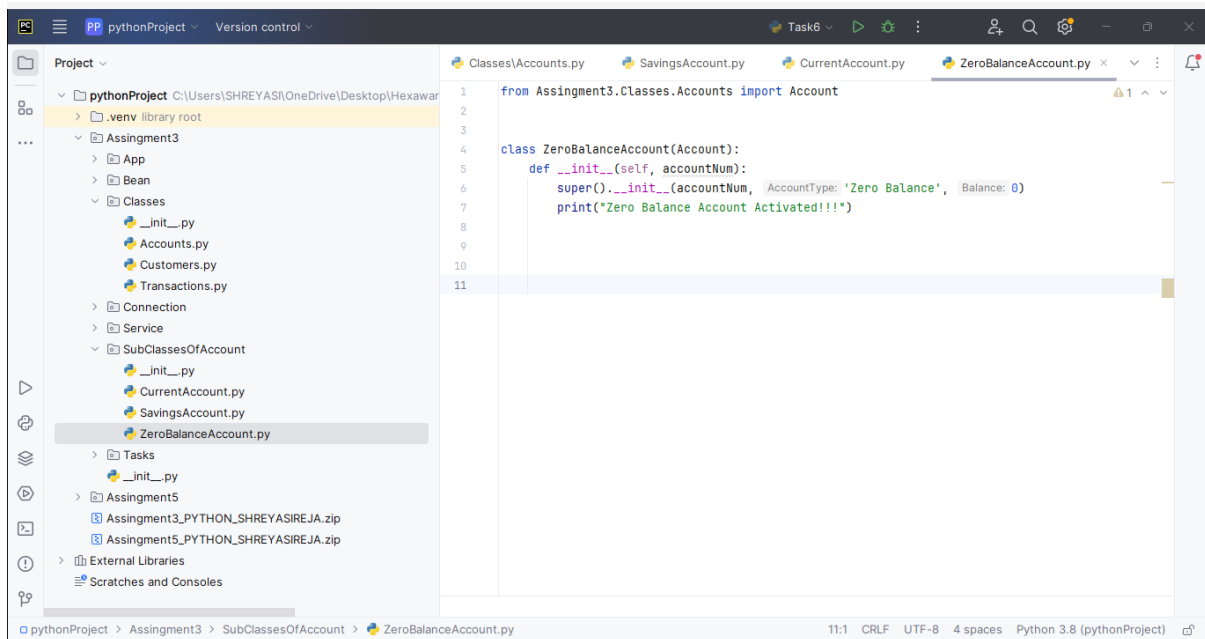 PC PP pythonProject Version control Task6
Project
Classes\Accounts.py SavingsAccount.py CurrentAccount.py ZeroBalanceAccount.py
pythonProject C:\Users\SHREYASI\OneDrive\Desktop\Hexawar
.venv library root
Assingment3
App
Bean
Classes
__init__.py
Accounts.py
Customers.py
Transactions.py
Connection
Service
SubClassesOfAccount
__init__.py
CurrentAccount.py
SavingsAccount.py
ZeroBalanceAccount.py
Tasks
__init__.py
Assingment5
Assingment3_PYTHON_SHREYASIREJA.zip
Assingment5_PYTHON_SHREYASIREJA.zip
External Libraries
Scratches and Consoles
1 from Assingment3.Classes.Accounts import Account
1
2
3
4 class ZeroBalanceAccount(Account):
5 def __init__(self, accountNum):
6 super().__init__(accountNum, AccountType: 'Zero Balance', Balance: 0)
7 print("Zero Balance Account Activated!!!")
8
9
10
11
pythonProject > Assingment3 > SubClassesOfAccount > ZeroBalanceAccount.py 11:1 CRLF UTF-8 4 spaces Python 3.8 (pythonProject)